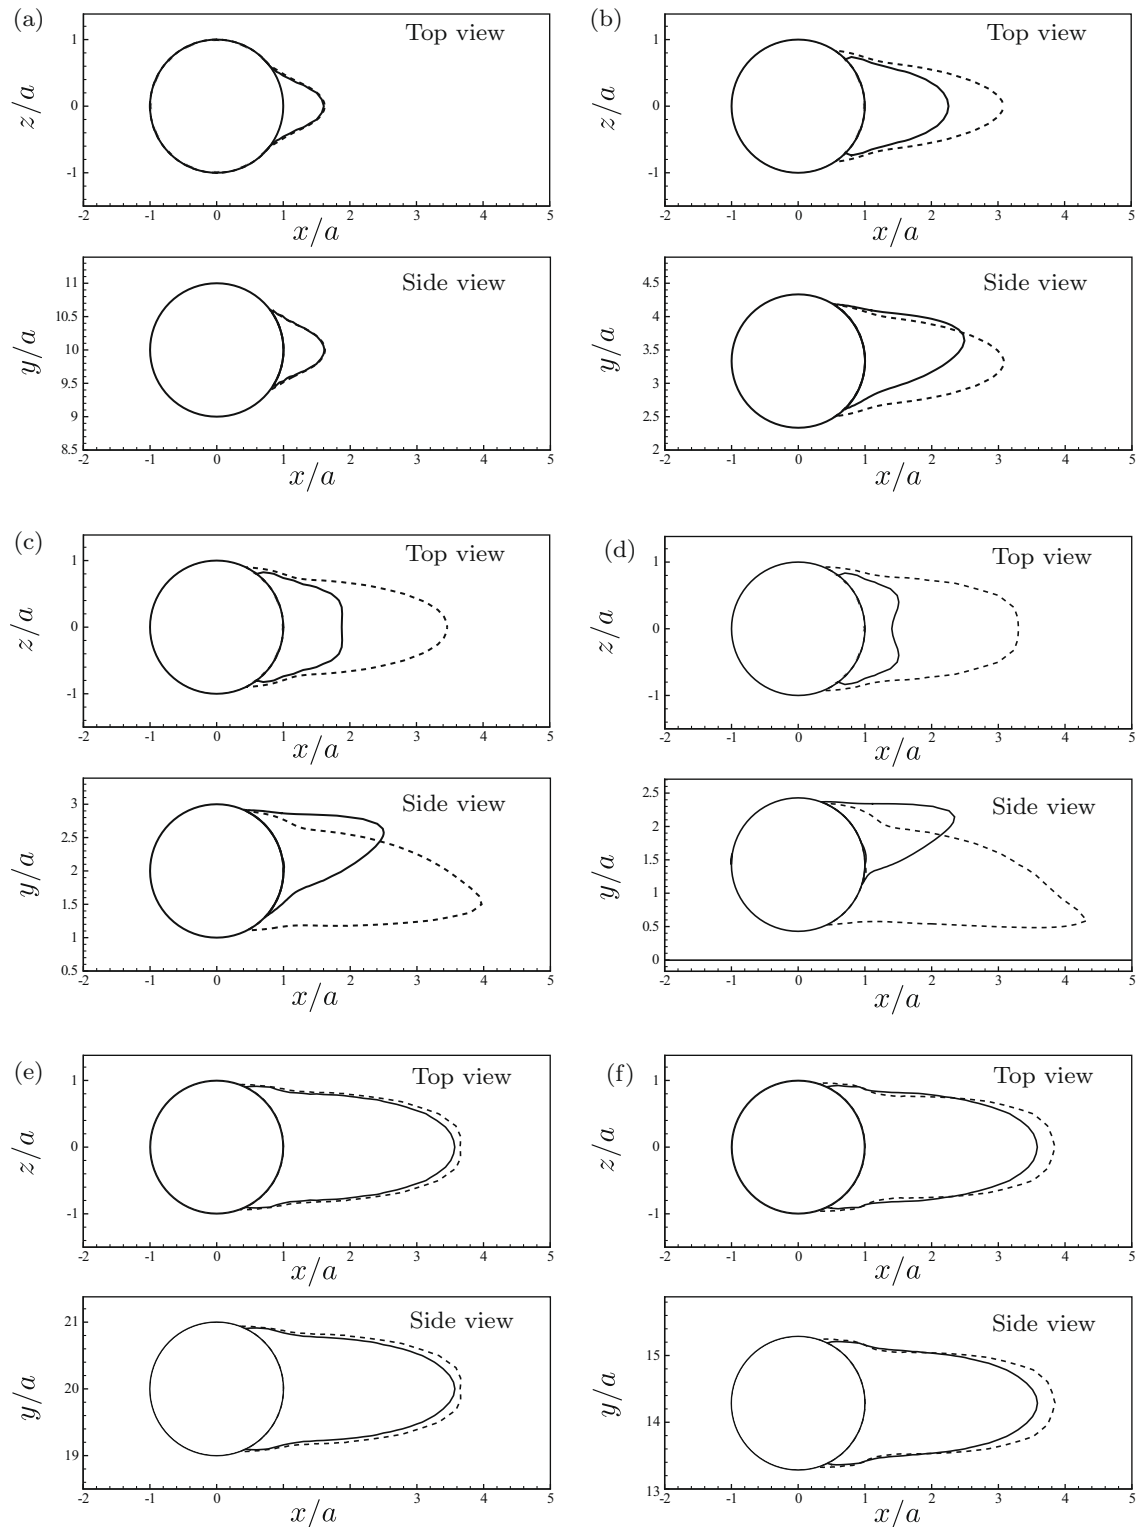 (a)
Top view
z/a
1
0
-1
-2 -1 0 1 2 3 4 5
x/a
Side view
y/a
11
10.5
10
9.5
9
8.5
-2 -1 0 1 2 3 4 5
x/a
(b)
Top view
z/a
1
0
-1
-2 -1 0 1 2 3 4 5
x/a
Side view
y/a
4.5
4
3.5
3
2.5
2
-2 -1 0 1 2 3 4 5
x/a
(c)
Top view
z/a
1
0
-1
-2 -1 0 1 2 3 4 5
x/a
Side view
y/a
3
2.5
2
1.5
1
0.5
-2 -1 0 1 2 3 4 5
x/a
(d)
Top view
z/a
1
0
-1
-2 -1 0 1 2 3 4 5
x/a
Side view
y/a
2.5
2
1.5
1
0.5
0
-2 -1 0 1 2 3 4 5
x/a
(e)
Top view
z/a
1
0
-1
-2 -1 0 1 2 3 4 5
x/a
Side view
y/a
21
20
19
-2 -1 0 1 2 3 4 5
x/a
(f)
Top view
z/a
1
0
-1
-2 -1 0 1 2 3 4 5
x/a
Side view
y/a
15
14
13
-2 -1 0 1 2 3 4 5
x/a